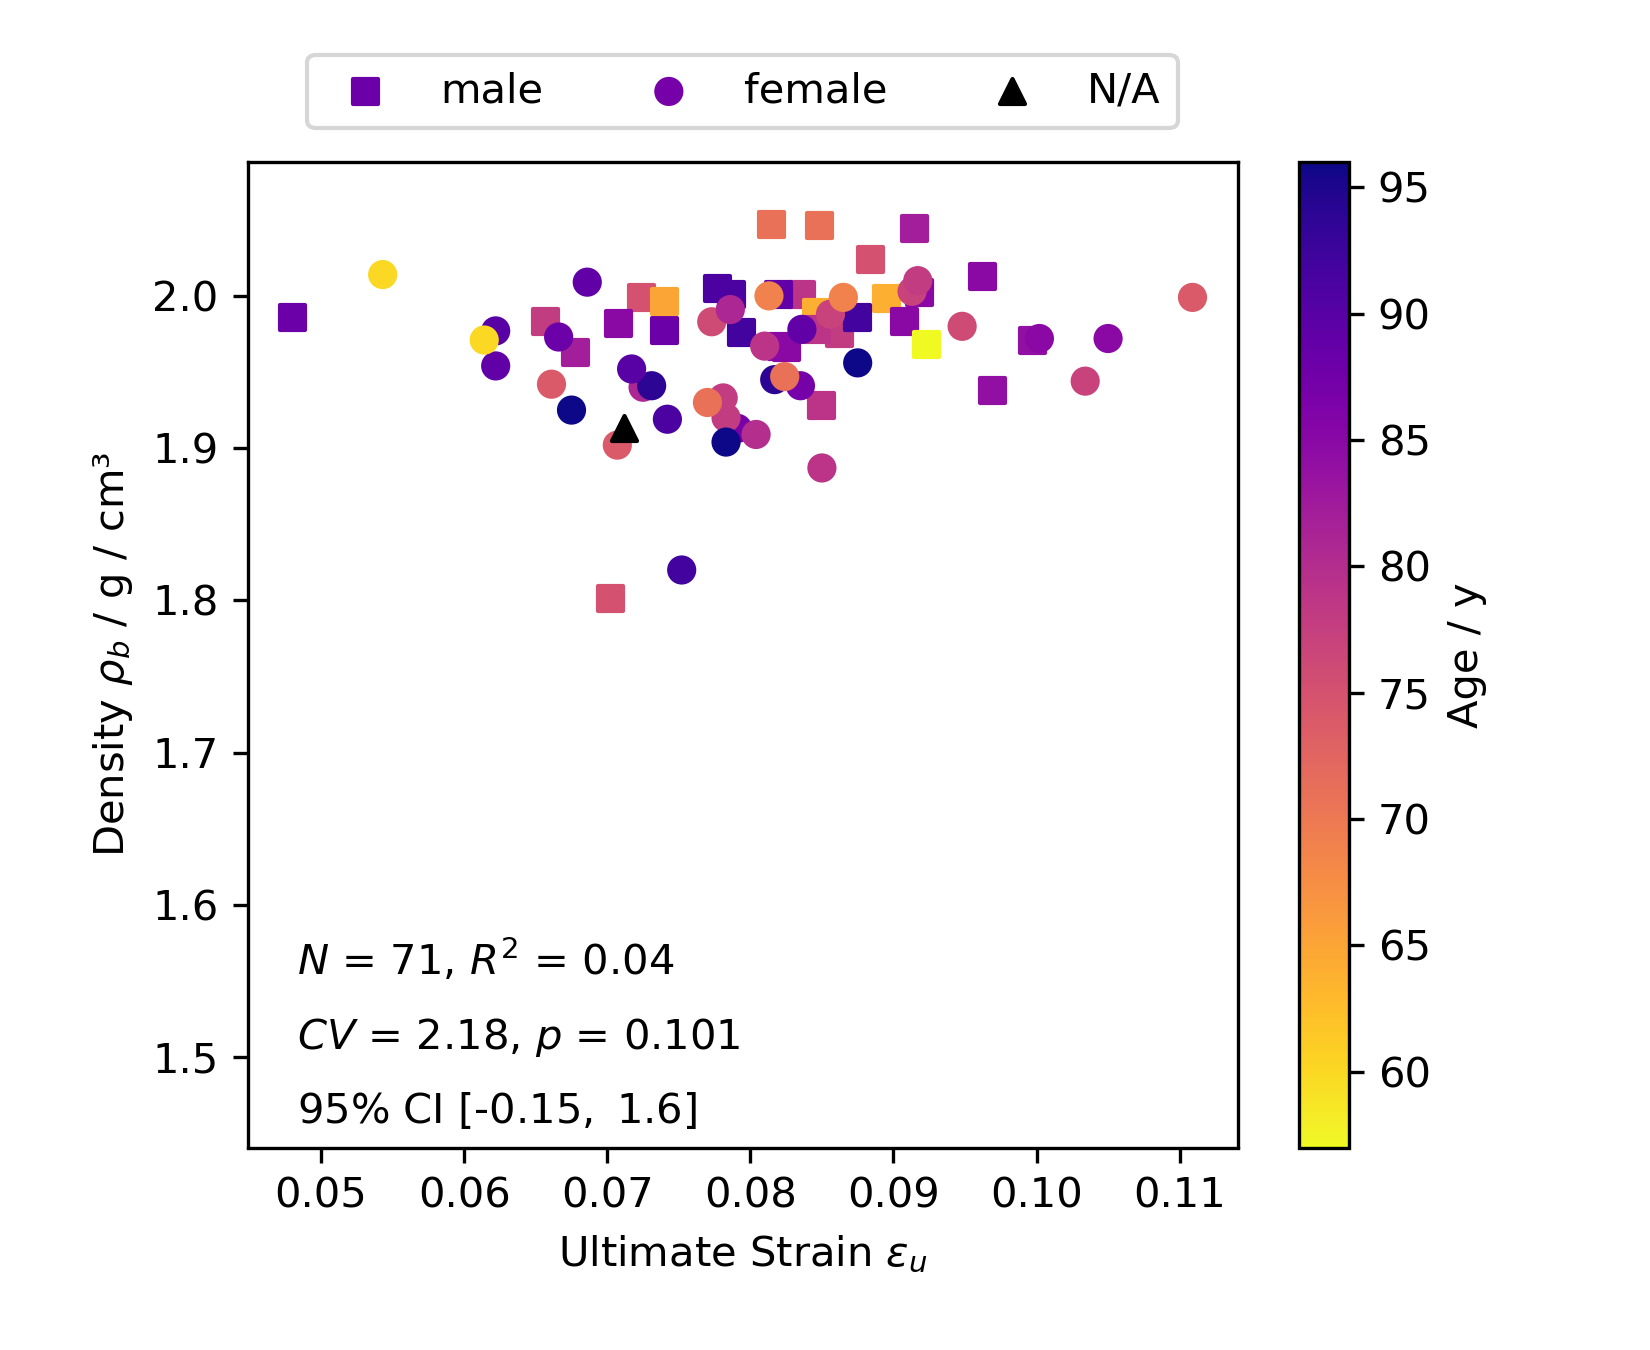 male female N/A
2.0
1.9
1.8
1.7
1.6
1.5
Density ρb / g / cm³
N = 71, R² = 0.04
CV = 2.18, p = 0.101
95% CI [-0.15, 1.6]
0.05 0.06 0.07 0.08 0.09 0.10 0.11
Ultimate Strain εu
95
90
85
80
75
70
65
60
Age / y